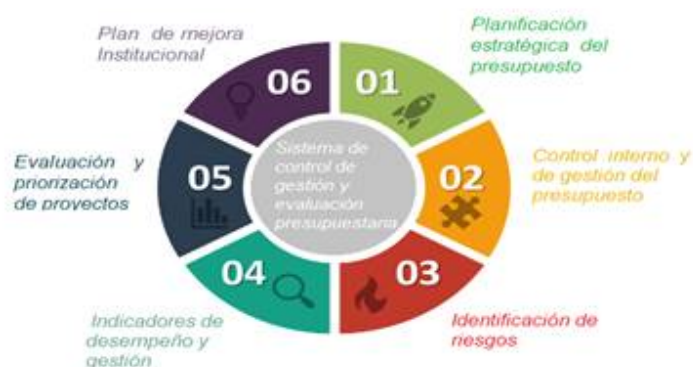 Plan de mejora
Institucional
Planificación
estratégica del
presupuesto
06
01
Evaluación y
priorización
de proyectos
05
Sistema de
control de
gestión y
evaluación
presupuestaria
02
Control interno y
de gestión del
presupuesto
04
03
Indicadores de
desempeño y
gestión
Identificación de
riesgos